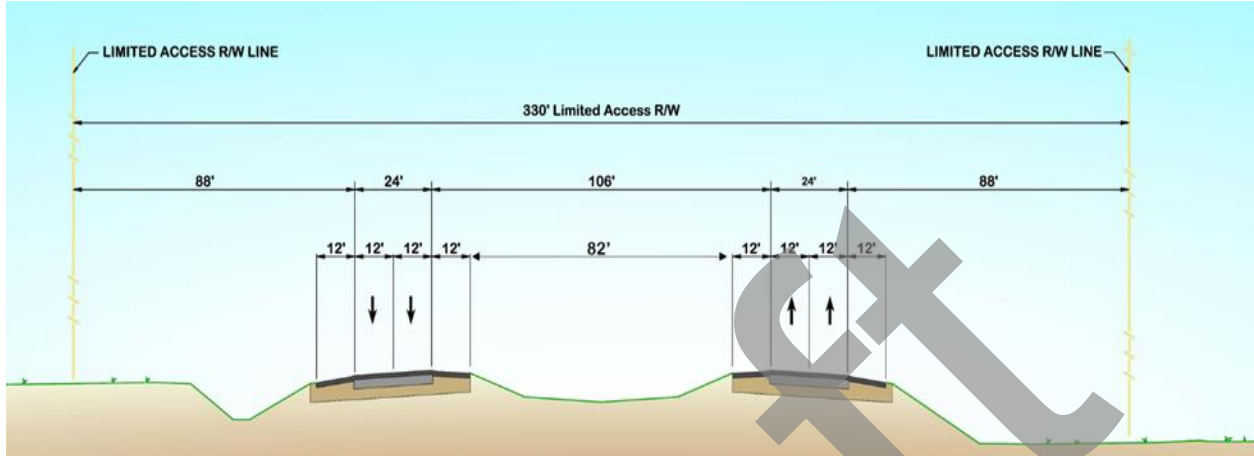 LIMITED ACCESS R/W LINE
LIMITED ACCESS R/W LINE
330' Limited Access R/W
88' 24' 106' 24' 88'
12' 12' 12' 12' 82' 12' 12' 12' 12'
ft